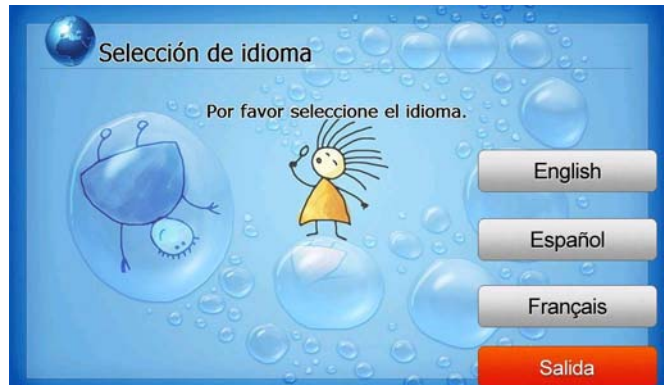 Selección de idioma
Por favor seleccione el idioma.
English
Español
Français
Salida